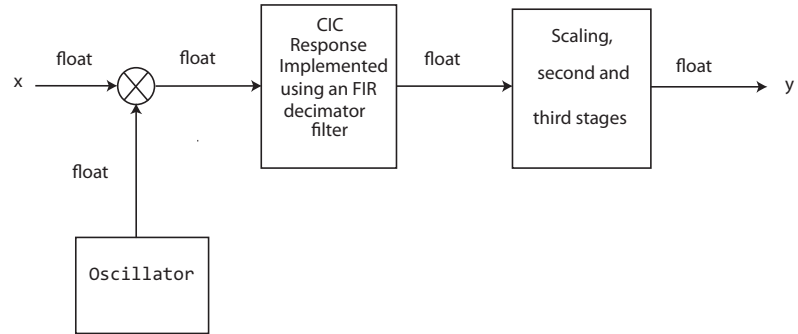 CIC
Response
Implemented
using an FIR
decimator
filter
Scaling,
second and
third stages
float
float
float
float
x
y
float
Oscillator